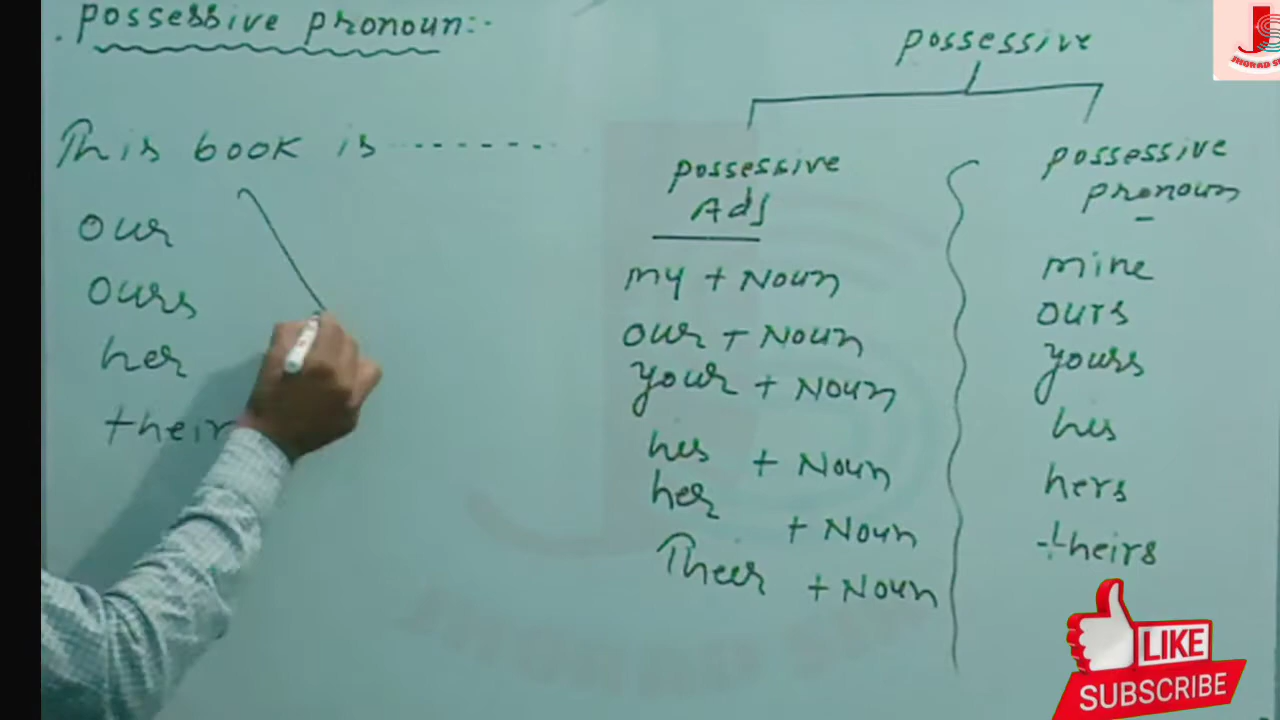 . Possessive pronoun:-
This book is ---------
our
ours
her
their
possessive
possessive
Adj
my + Noun
our + Noun
your + Noun
his + Noun
her + Noun
Their + Noun
possessive
pronoun
mine
ours
yours
his
hers
theirs
LIKE
SUBSCRIBE